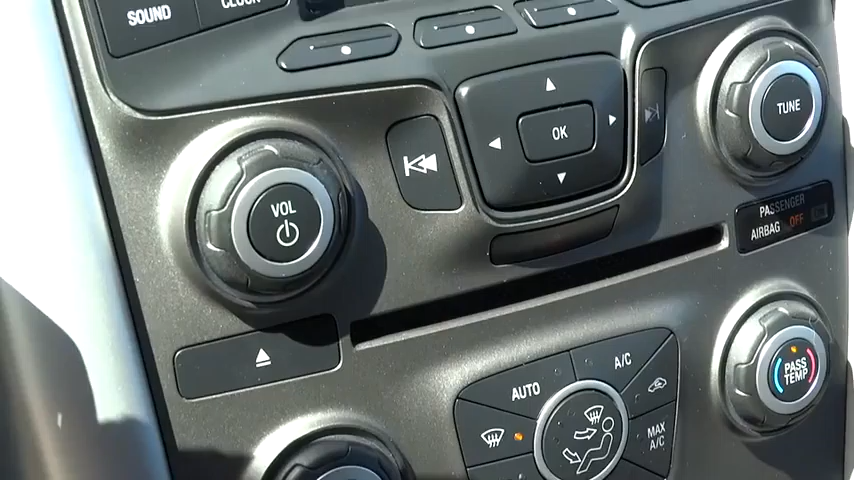 SOUND
CLOCK
OK
TUNE
VOL
PASSENGER
AIRBAG OFF
AUTO
A/C
MAX
A/C
PASS
TEMP